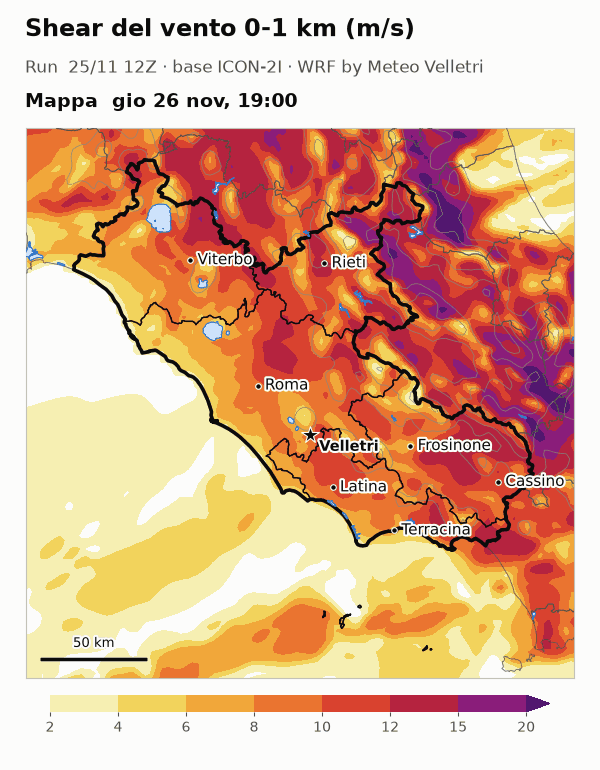 Shear del vento 0-1 km (m/s)
Run  25/11 12Z · base ICON-2I · WRF by Meteo Velletri
Mappa  gio 26 nov, 19:00
Viterbo
Rieti
Roma
Velletri
Frosinone
Latina
Cassino
Terracina
50 km
2 4 6 8 10 12 15 20